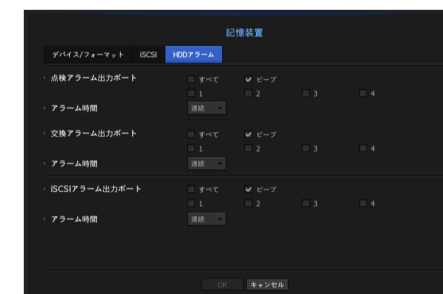 記憶装置
デバイス/フォーマット iSCSI HDDアラーム
・点検アラーム出力ポート すべて ビープ
1 2 3 4
・アラーム時間 連続
・交換アラーム出力ポート すべて ビープ
1 2 3 4
・アラーム時間 連続
・iSCSIアラーム出力ポート すべて ビープ
1 2 3 4
・アラーム時間 連続
OK キャンセル